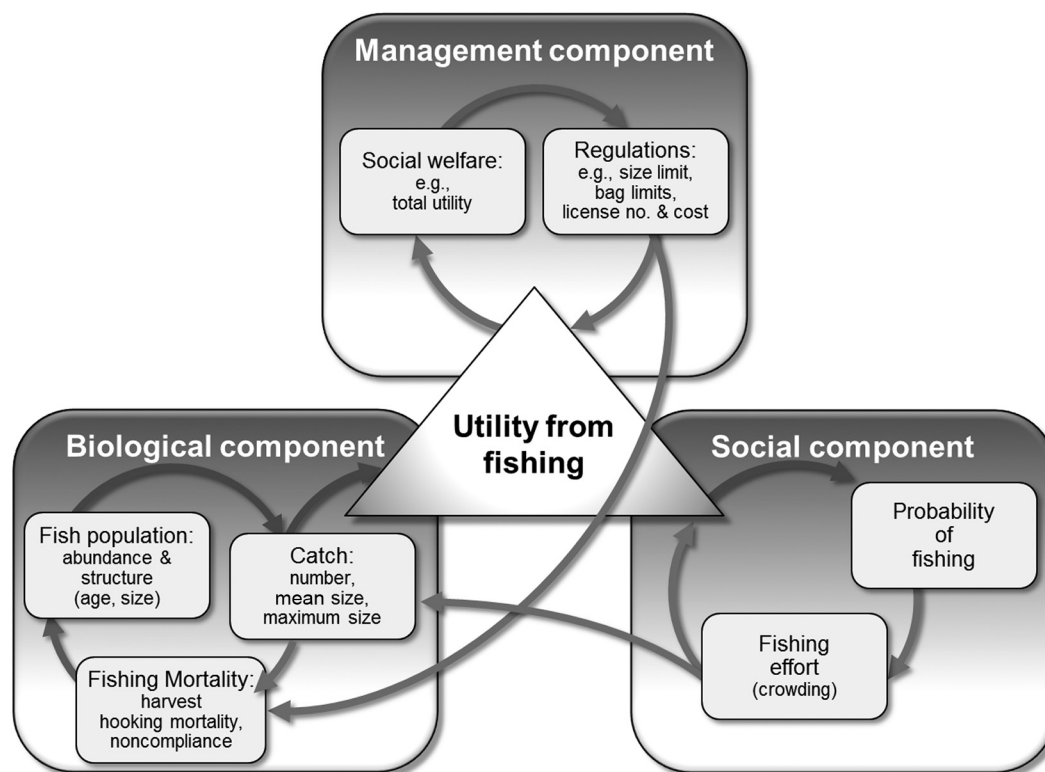 Management component
Social welfare:
e.g.,
total utility
Regulations:
e.g., size limit,
bag limits,
license no. & cost
Utility from
fishing
Biological component
Fish population:
abundance &
structure
(age, size)
Catch:
number,
mean size,
maximum size
Fishing Mortality:
harvest
hooking mortality,
noncompliance
Social component
Probability
of
fishing
Fishing
effort
(crowding)